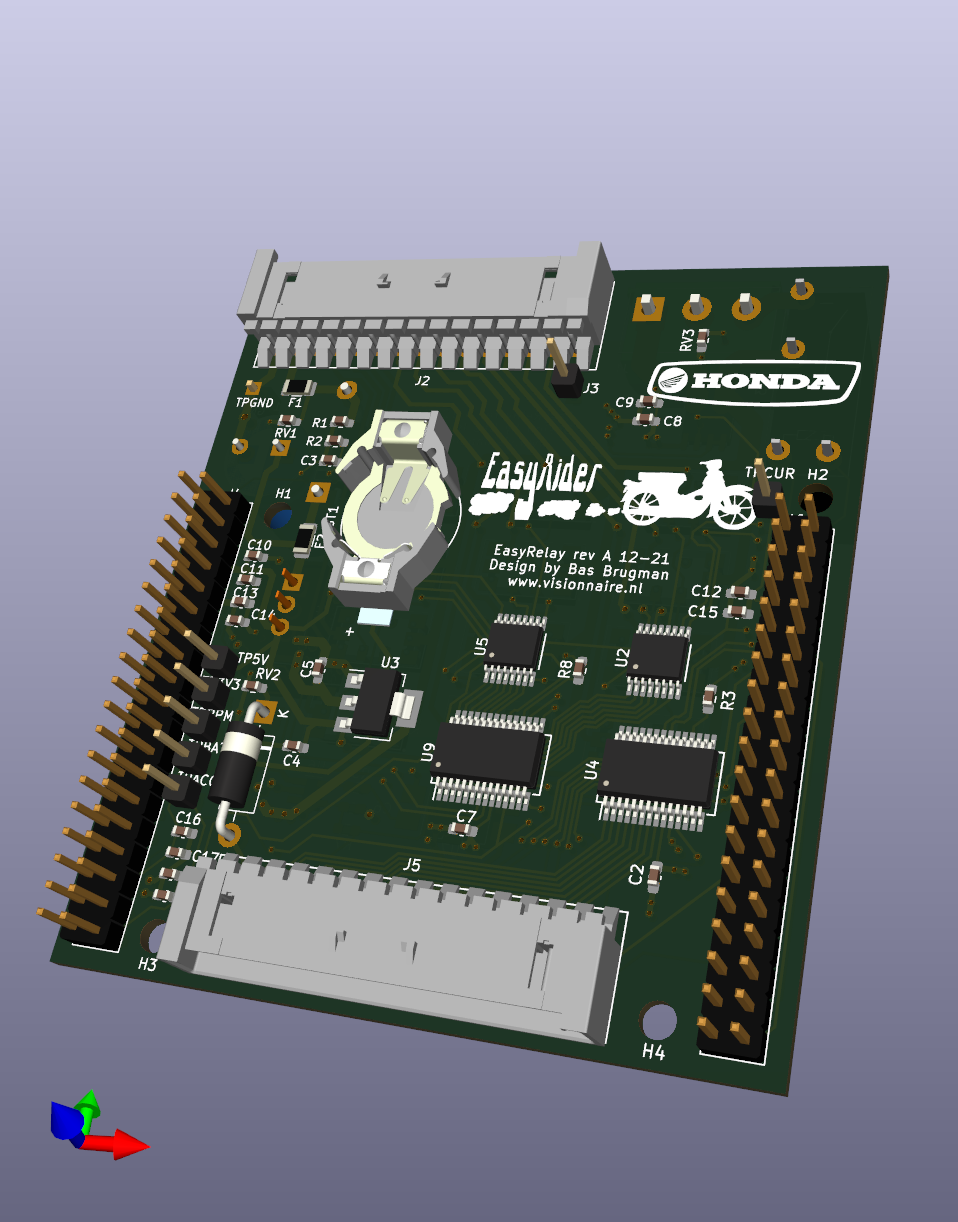 J2
J3
RV3
HONDA
C9
C8
TPGND
F1
RV1
R1
R2
C3
EasyRider
H2
H1
EasyRelay rev A 12-21
Design by Bas Brugman
www.visionnaire.nl
C10
C11
C13
C14
C12
C15
+
U5
U2
R8
R3
TP5V
RV2
C5
U3
K
C4
U9
U4
C7
C16
C17
J5
C2
H3
H4